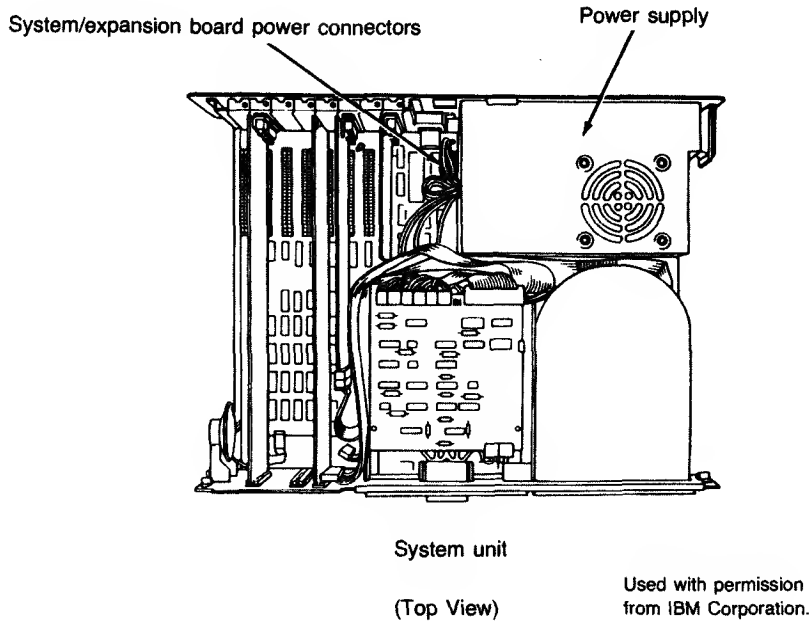 System/expansion board power connectors
Power supply
System unit
(Top View)
Used with permission
from IBM Corporation.